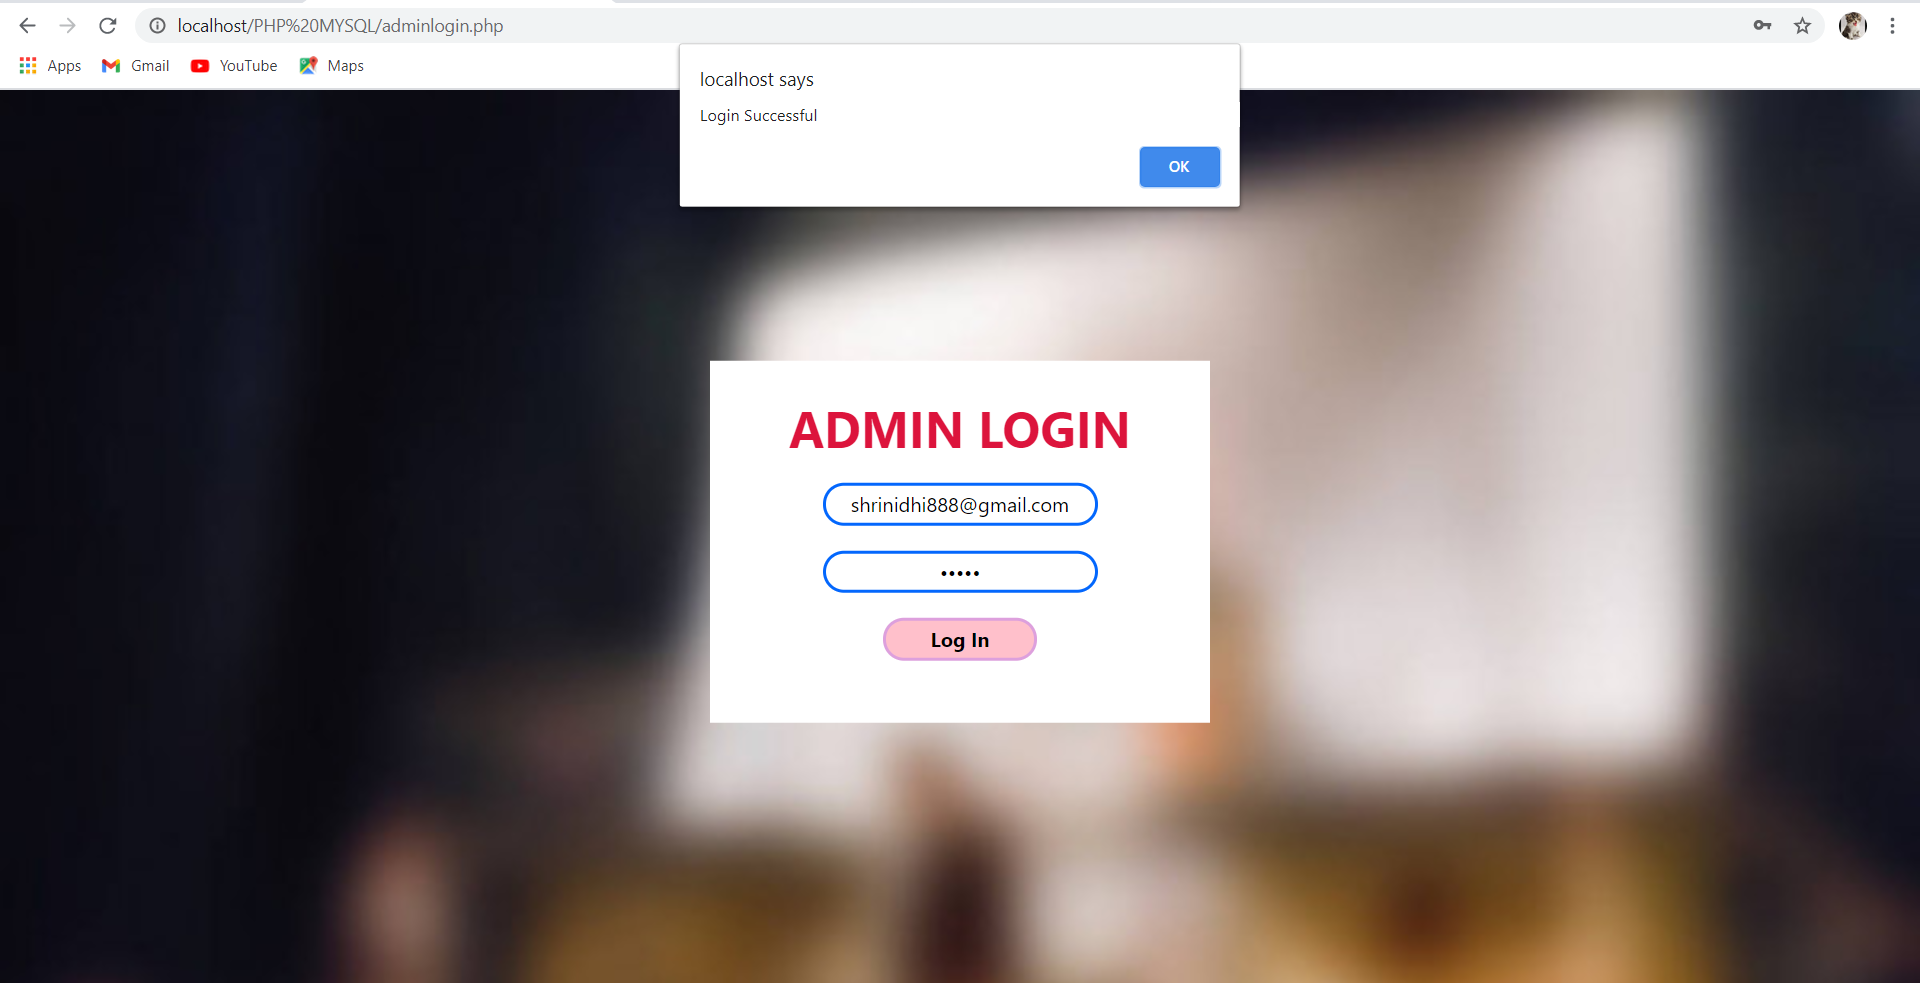 localhost/PHP%20MYSQL/adminlogin.php
Apps Gmail YouTube Maps
localhost says
Login Successful
OK
ADMIN LOGIN
shrinidhi888@gmail.com
•••••
Log In